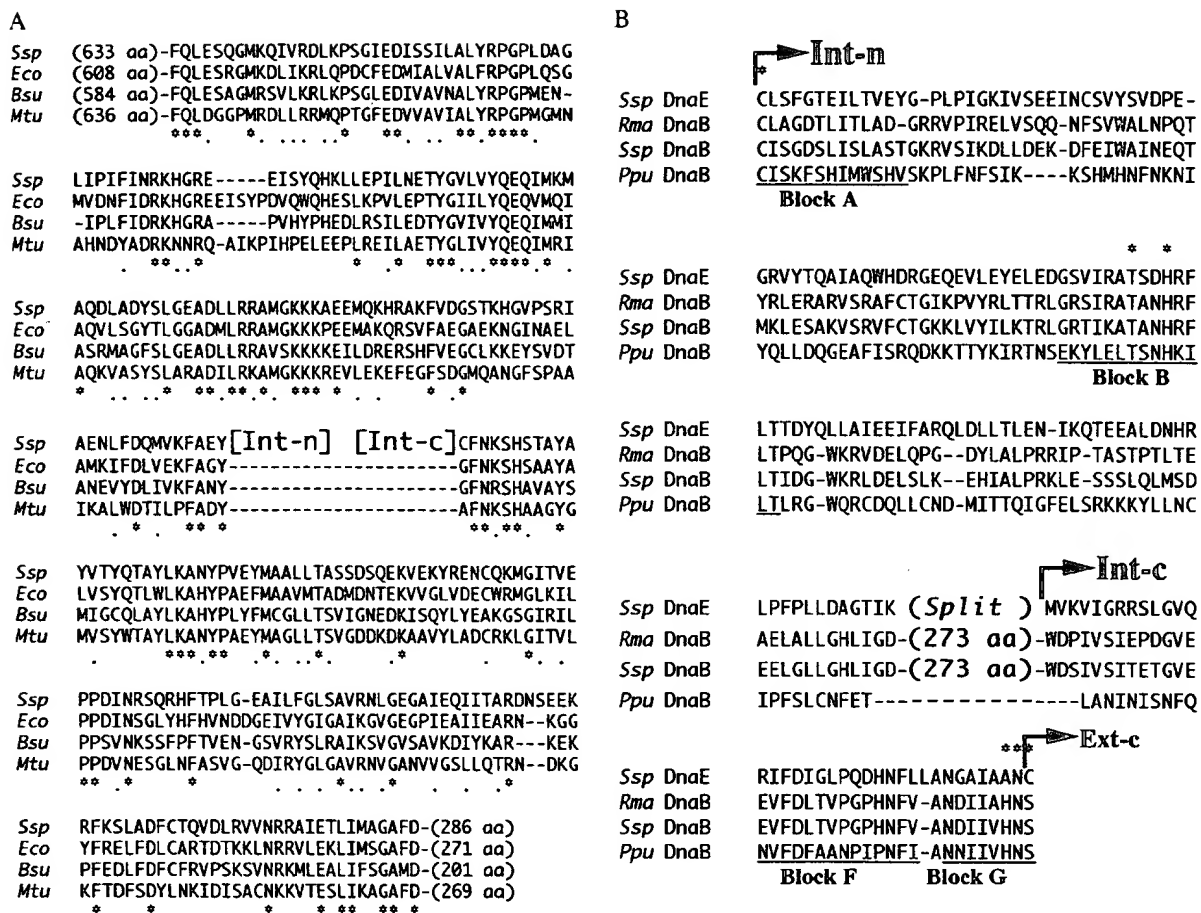 A
Ssp (633 aa)-FQLESQGMKQIVRDLKPSGIEDISSILALYRPGPLDAG
Eco (608 aa)-FQLESRGMKDLIKRLQPDCFEDMIALVALFRPGPLQSG
Bsu (584 aa)-FQLESAGMRSVLKRLKPSGLEDIVAVNALYRPGPMEN-
Mtu (636 aa)-FQLDGGPMRDLLRRMQPTGFEDVVAVIALYRPGPMGMN
Ssp LIPIFINRKHGRE-----EISYQHKLLEPILNETYGVLVYQEQIMKM
Eco MVDNFIDRKHGREEISYPDVQWQHESLKPVLEPTYGIILYQEQVMQI
Bsu -IPLFIDRKHGRA-----PVHYPHEDLRSILEDTYGVIVYQEQIMMI
Mtu AHNDYADRKNNRQ-AIKPIHPELEEPLREILAETYGLIVYQEQIMRI
Ssp AQDLADYSLGEADLLRRAMGKKKAEEMQKHRAKFVDGSTKHGVPSRI
Eco AQVLSGYTLGGADMLRRAMGKKKPEEMAKQRSVFAEGAEKNGINAEL
Bsu ASRMAGFSLGEADLLRRAVSKKKKEILDRERSHFVEGCLKKEYSVDT
Mtu AQKVASYSLARADILRKAMGKKKREVLEKEFEGFSDGMQANGFSPAA
Ssp AENLFDQMVKFAEY[Int-n] [Int-c]CFNKSHSTAYA
Eco AMKIFDLVEKFAGY----------------------GFNKSHSAAYA
Bsu ANEVYDLIVKFANY----------------------GFNRSHAVAYS
Mtu IKALWDTILPFADY----------------------AFNKSHAAGYG
Ssp YVTYQTAYLKANYPVEYMAALLTASSDSQEKVEKYRENCQKMGITVE
Eco LVSYQTLWLKAHYPAEFMAAVMTADMDNTEKVVGLVDECWRMGLKIL
Bsu MIGCQLAYLKAHYPLYFMCGLLTSVIGNEDKISQYLYEAKGSGIRIL
Mtu MVSYWTAYLKANYPAEYMAGLLTSVGDDKDKAAVYLADCRKLGITVL
Ssp PPDINRSQRHFTPLG-EAILFGLSAVRNLGEGAIEQIITARDNSEEK
Eco PPDINSGLYHFHVNDDGEIVYGIGAIKGVGEGPIEAIIEARN--KGG
Bsu PPSVNKSSFPFTVEN-GSVRYSLRAIKSVGVSAVKDIYKAR---KEK
Mtu PPDVNESGLNFASVG-QDIRYGLGAVRNVGANVVGSLLQTRN--DKG
Ssp RFKSLADFCTQVDLRVVNRRAIETLIMAGAFD-(286 aa)
Eco YFRELFDLCARTDTKKLNRRVLEKLIMSGAFD-(271 aa)
Bsu PFEDLFDFCFRVPSKSVNRKMLEALIFSGAMD-(201 aa)
Mtu KFTDFSDYLNKIDISACNKKVTESLIKAGAFD-(269 aa)
B
Int-n
Ssp DnaE CLSFGTEILTVEYG-PLPIGKIVSEEINCSVYSVDPE-
Rma DnaB CLAGDTLITLAD-GRRVPIRELVSQQ-NFSVWALNPQT
Ssp DnaB CISGDSLISLASTGKRVSIKDLLDEK-DFEIWAINEQT
Ppu DnaB CISKFSHIMWSHVSKPLFNFSIK----KSHMHNFNKNI
Block A
Ssp DnaE GRVYTQAIAQWHDRGEQEVLEYELEDGSVIRATSDHRF
Rma DnaB YRLERARVSRAFCTGIKPVYRLTTRLGRSIRATANHRF
Ssp DnaB MKLESAKVSRVFCTGKKLVYILKTRLGRTIKATANHRF
Ppu DnaB YQLLDQGEAFISRQDKKTTYKIRTNSEKYLELTSNHKI
Block B
Ssp DnaE LTTDYQLLAIEEIFARQLDLLTLEN-IKQTEEALDNHR
Rma DnaB LTPQG-WKRVDELQPG--DYLALPRRIP-TASTPTLTE
Ssp DnaB LTIDG-WKRLDELSLK--EHIALPRKLE-SSSLQLMSD
Ppu DnaB LTLRG-WQRCDQLLCND-MITTQIGFELSRKKKYLLNC
Int-c
Ssp DnaE LPFPLLDAGTIK (Split ) MVKVIGRRSLGVQ
Rma DnaB AELALLGHLIGD-(273 aa)-WDPIVSIEPDGVE
Ssp DnaB EELGLLGHLIGD-(273 aa)-WDSIVSITETGVE
Ppu DnaB IPFSLCNFET---------------LANINISNFQ
Ext-c
Ssp DnaE RIFDIGLPQDHNFLLANGAIAANC
Rma DnaB EVFDLTVPGPHNFV-ANDIIAHNS
Ssp DnaB EVFDLTVPGPHNFV-ANDIIVHNS
Ppu DnaB NVFDFAANPIPNFI-ANNIIVHNS
Block F Block G